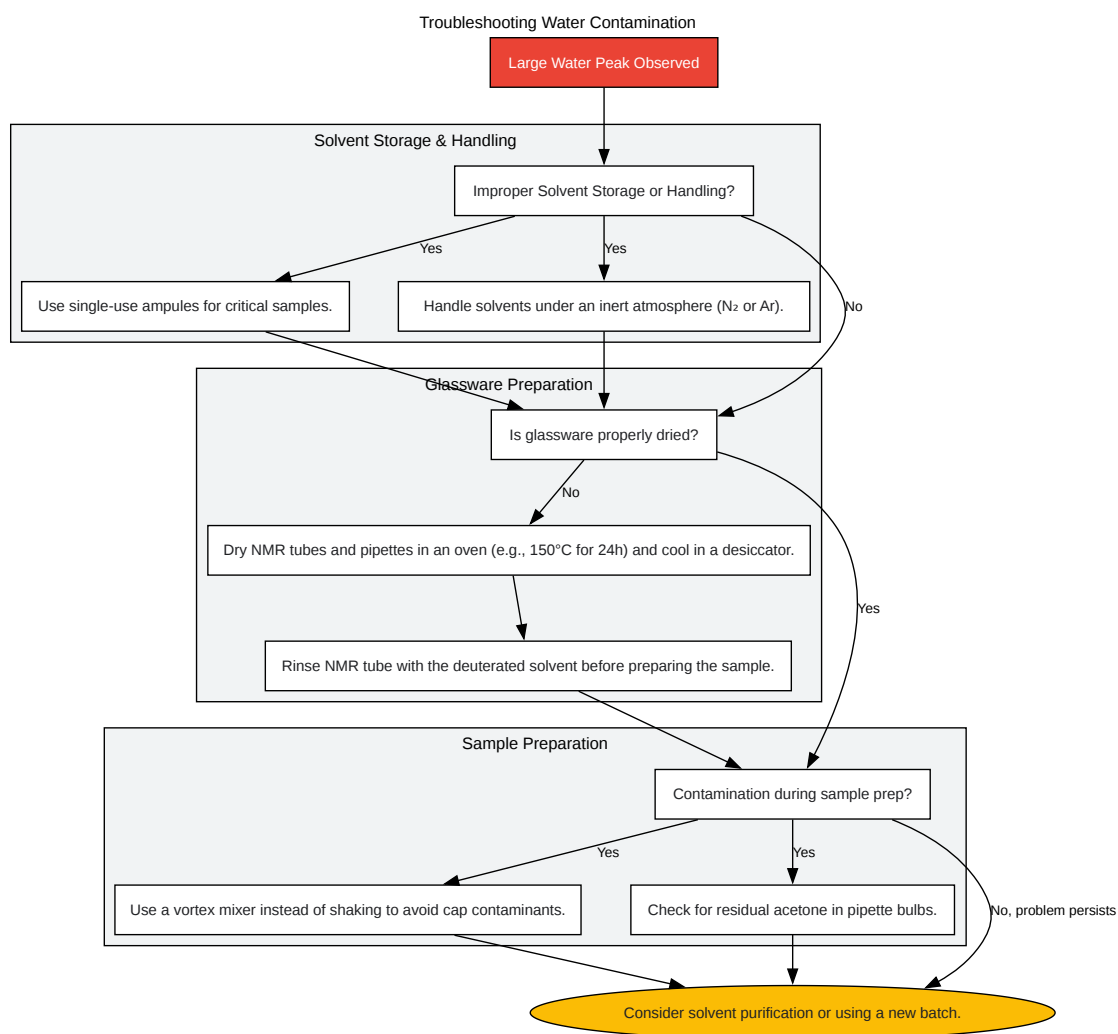 Troubleshooting Water Contamination
Large Water Peak Observed
Solvent Storage & Handling
Improper Solvent Storage or Handling?
Yes
Yes
Use single-use ampules for critical samples.
Handle solvents under an inert atmosphere (N₂ or Ar).
No
Glassware Preparation
Is glassware properly dried?
No
Dry NMR tubes and pipettes in an oven (e.g., 150°C for 24h) and cool in a desiccator.
Yes
Rinse NMR tube with the deuterated solvent before preparing the sample.
Sample Preparation
Contamination during sample prep?
Yes
Yes
Use a vortex mixer instead of shaking to avoid cap contaminants.
Check for residual acetone in pipette bulbs.
No, problem persists
Consider solvent purification or using a new batch.